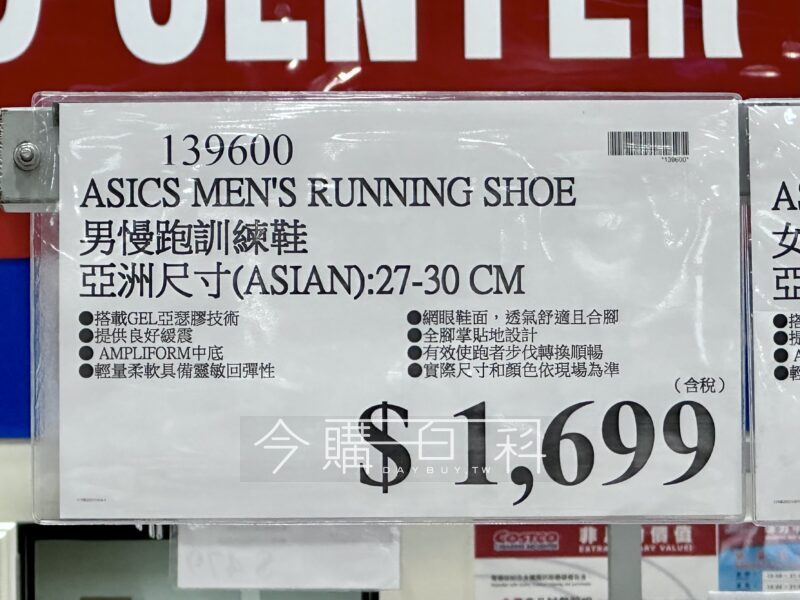 CENTER
139600
*139600*
ASICS MEN'S RUNNING SHOE
男慢跑訓練鞋
亞洲尺寸(ASIAN):27-30 CM
●搭載GEL亞瑟膠技術
●提供良好緩震
● AMPLIFORM中底
●輕量柔軟具備靈敏回彈性
●網眼鞋面，透氣舒適且合腳
●全腳掌貼地設計
●有效使跑者步伐轉換順暢
●實際尺寸和顏色依現場為準
(含稅)
$ 1,699
今購百科
DAYBUY.TW
AS
女
亞
COSTCO